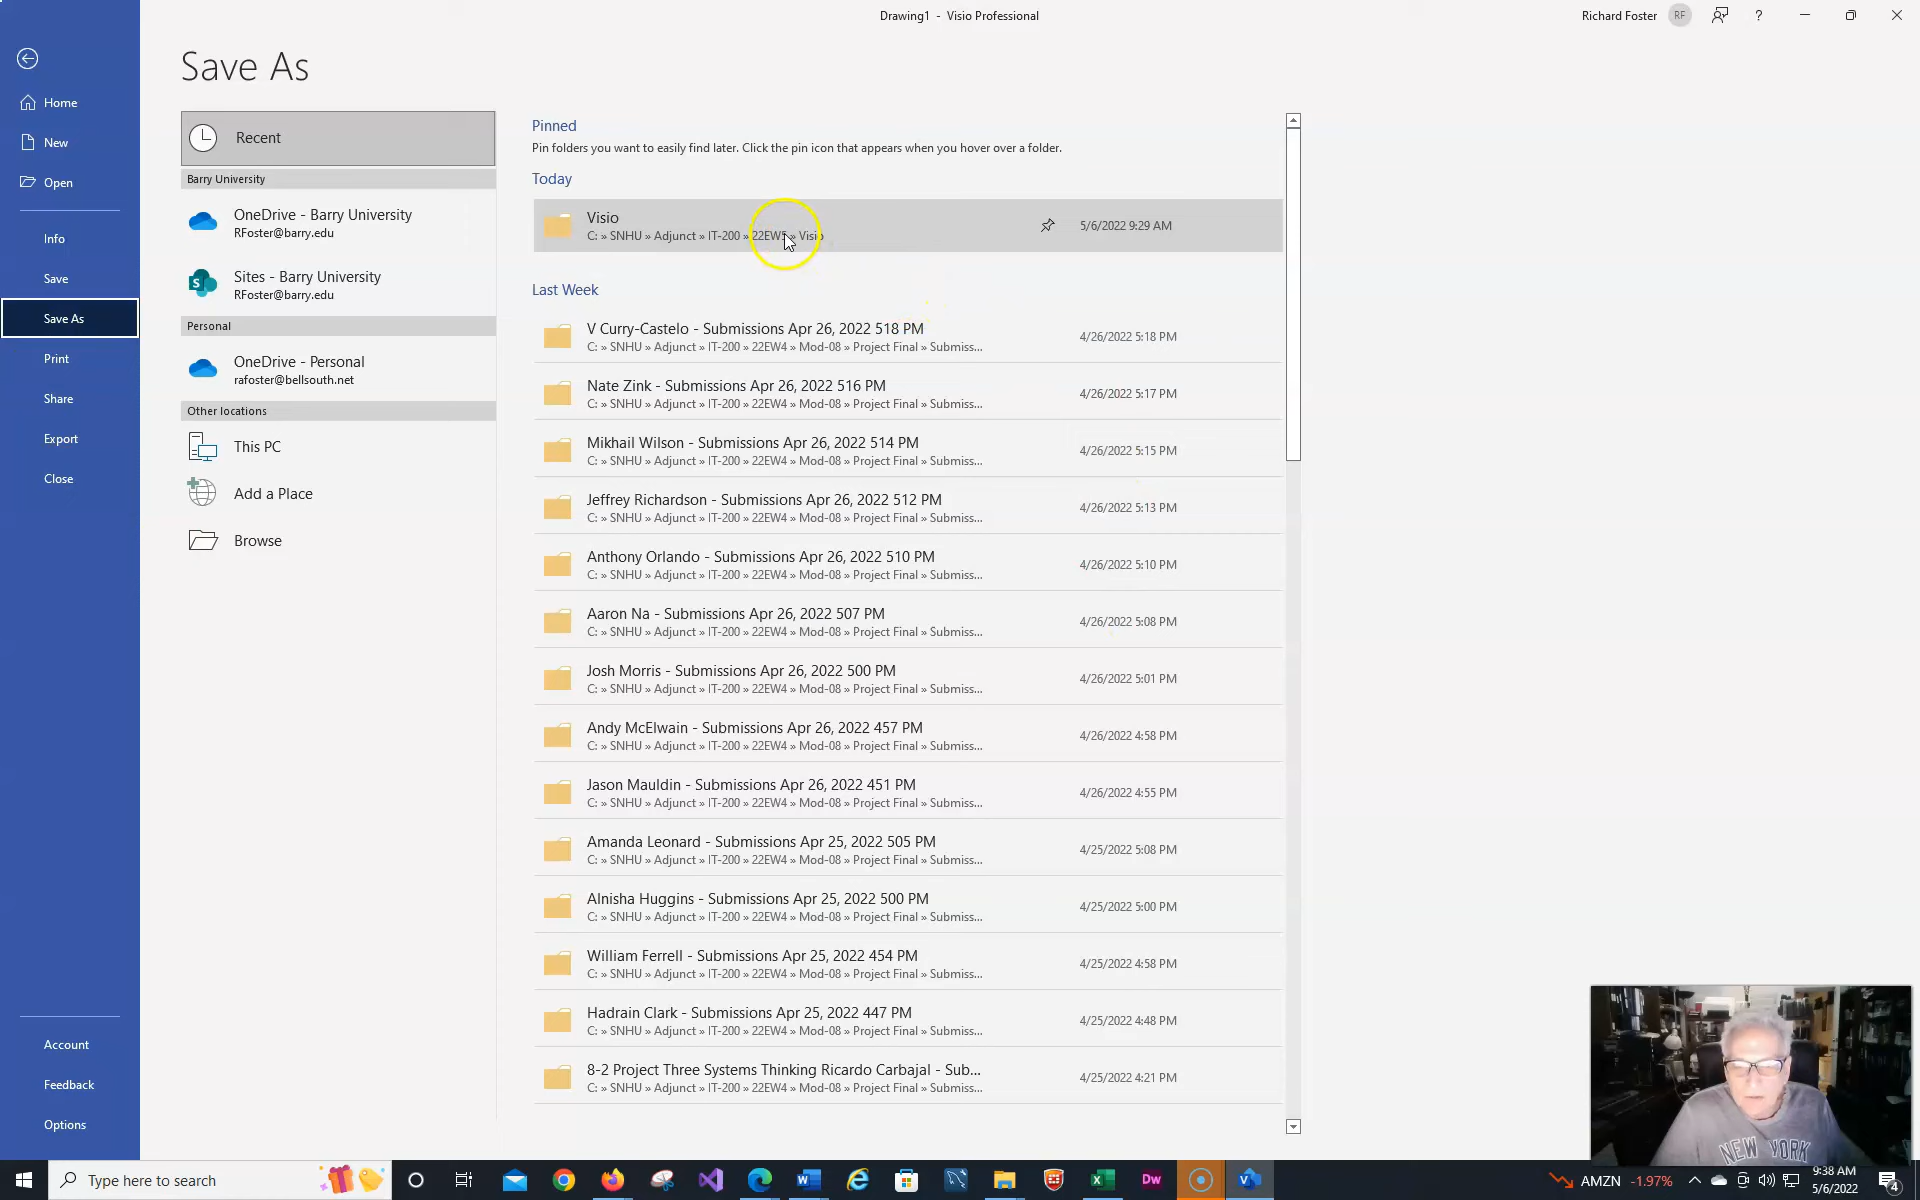 Drawing1 - Visio Professional
Richard Foster
RF
?
Save As
Home
New
Open
Info
Save
Save As
Print
Share
Export
Close
Account
Feedback
Options
Recent
Barry University
OneDrive - Barry University
RFoster@barry.edu
Sites - Barry University
RFoster@barry.edu
Personal
OneDrive - Personal
rafoster@bellsouth.net
Other locations
This PC
Add a Place
Browse
Pinned
Pin folders you want to easily find later. Click the pin icon that appears when you hover over a folder.
Today
Visio
C: » SNHU » Adjunct » IT-200 » 22EW5 » Visio
5/6/2022 9:29 AM
Last Week
V Curry-Castelo - Submissions Apr 26, 2022 518 PM
C: » SNHU » Adjunct » IT-200 » 22EW4 » Mod-08 » Project Final » Submiss...
4/26/2022 5:18 PM
Nate Zink - Submissions Apr 26, 2022 516 PM
C: » SNHU » Adjunct » IT-200 » 22EW4 » Mod-08 » Project Final » Submiss...
4/26/2022 5:17 PM
Mikhail Wilson - Submissions Apr 26, 2022 514 PM
C: » SNHU » Adjunct » IT-200 » 22EW4 » Mod-08 » Project Final » Submiss...
4/26/2022 5:15 PM
Jeffrey Richardson - Submissions Apr 26, 2022 512 PM
C: » SNHU » Adjunct » IT-200 » 22EW4 » Mod-08 » Project Final » Submiss...
4/26/2022 5:13 PM
Anthony Orlando - Submissions Apr 26, 2022 510 PM
C: » SNHU » Adjunct » IT-200 » 22EW4 » Mod-08 » Project Final » Submiss...
4/26/2022 5:10 PM
Aaron Na - Submissions Apr 26, 2022 507 PM
C: » SNHU » Adjunct » IT-200 » 22EW4 » Mod-08 » Project Final » Submiss...
4/26/2022 5:08 PM
Josh Morris - Submissions Apr 26, 2022 500 PM
C: » SNHU » Adjunct » IT-200 » 22EW4 » Mod-08 » Project Final » Submiss...
4/26/2022 5:01 PM
Andy McElwain - Submissions Apr 26, 2022 457 PM
C: » SNHU » Adjunct » IT-200 » 22EW4 » Mod-08 » Project Final » Submiss...
4/26/2022 4:58 PM
Jason Mauldin - Submissions Apr 26, 2022 451 PM
C: » SNHU » Adjunct » IT-200 » 22EW4 » Mod-08 » Project Final » Submiss...
4/26/2022 4:55 PM
Amanda Leonard - Submissions Apr 25, 2022 505 PM
C: » SNHU » Adjunct » IT-200 » 22EW4 » Mod-08 » Project Final » Submiss...
4/25/2022 5:08 PM
Alnisha Huggins - Submissions Apr 25, 2022 500 PM
C: » SNHU » Adjunct » IT-200 » 22EW4 » Mod-08 » Project Final » Submiss...
4/25/2022 5:00 PM
William Ferrell - Submissions Apr 25, 2022 454 PM
C: » SNHU » Adjunct » IT-200 » 22EW4 » Mod-08 » Project Final » Submiss...
4/25/2022 4:58 PM
Hadrain Clark - Submissions Apr 25, 2022 447 PM
C: » SNHU » Adjunct » IT-200 » 22EW4 » Mod-08 » Project Final » Submiss...
4/25/2022 4:48 PM
8-2 Project Three Systems Thinking Ricardo Carbajal - Sub...
C: » SNHU » Adjunct » IT-200 » 22EW4 » Mod-08 » Project Final » Submiss...
4/25/2022 4:21 PM
NEW YORK
Type here to search
Dw
AMZN -1.97%
9:38 AM
5/6/2022
4